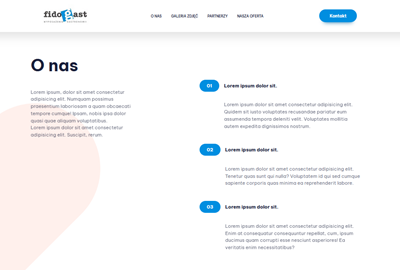 fido east
O NAS GALERIA ZDJĘĆ PARTNERZY NASZA OFERTA
Kontakt
O nas
Lorem ipsum, dolor sit amet consectetur
adipisicing elit. Numquam possimus
praesentium laboriosam a quam obcaecati
tempore cumque ipsam, nobis ipsa dolor
quasi quae aliquam voluptatibus.
Lorem ipsum dolor sit amet consectetur
adipisicing elit. Suscipit, rerum.
01 Lorem ipsum dolor sit.
Lorem ipsum dolor sit amet consectetur adipisicing elit.
Quidem iusto voluptates recusandae pariatur eum
assumenda tempora deleniti velit. Voluptates mollitia
autem expedita dignissimos nostrum.
02 Lorem ipsum dolor sit.
Lorem ipsum dolor sit amet consectetur adipisicing elit.
Tenetur quas sunt qui nulla? Voluptatem id qui sed cumque
sapiente corporis quas minima ea reprehenderit labore.
03 Lorem ipsum dolor sit.
Lorem ipsum dolor sit amet consectetur adipisicing elit.
Enim at consequatur consequuntur repellat, cum, ipsum
ducimus quam corrupti esse nesciunt asperiores! Ea
veritatis enim necessitatibus?